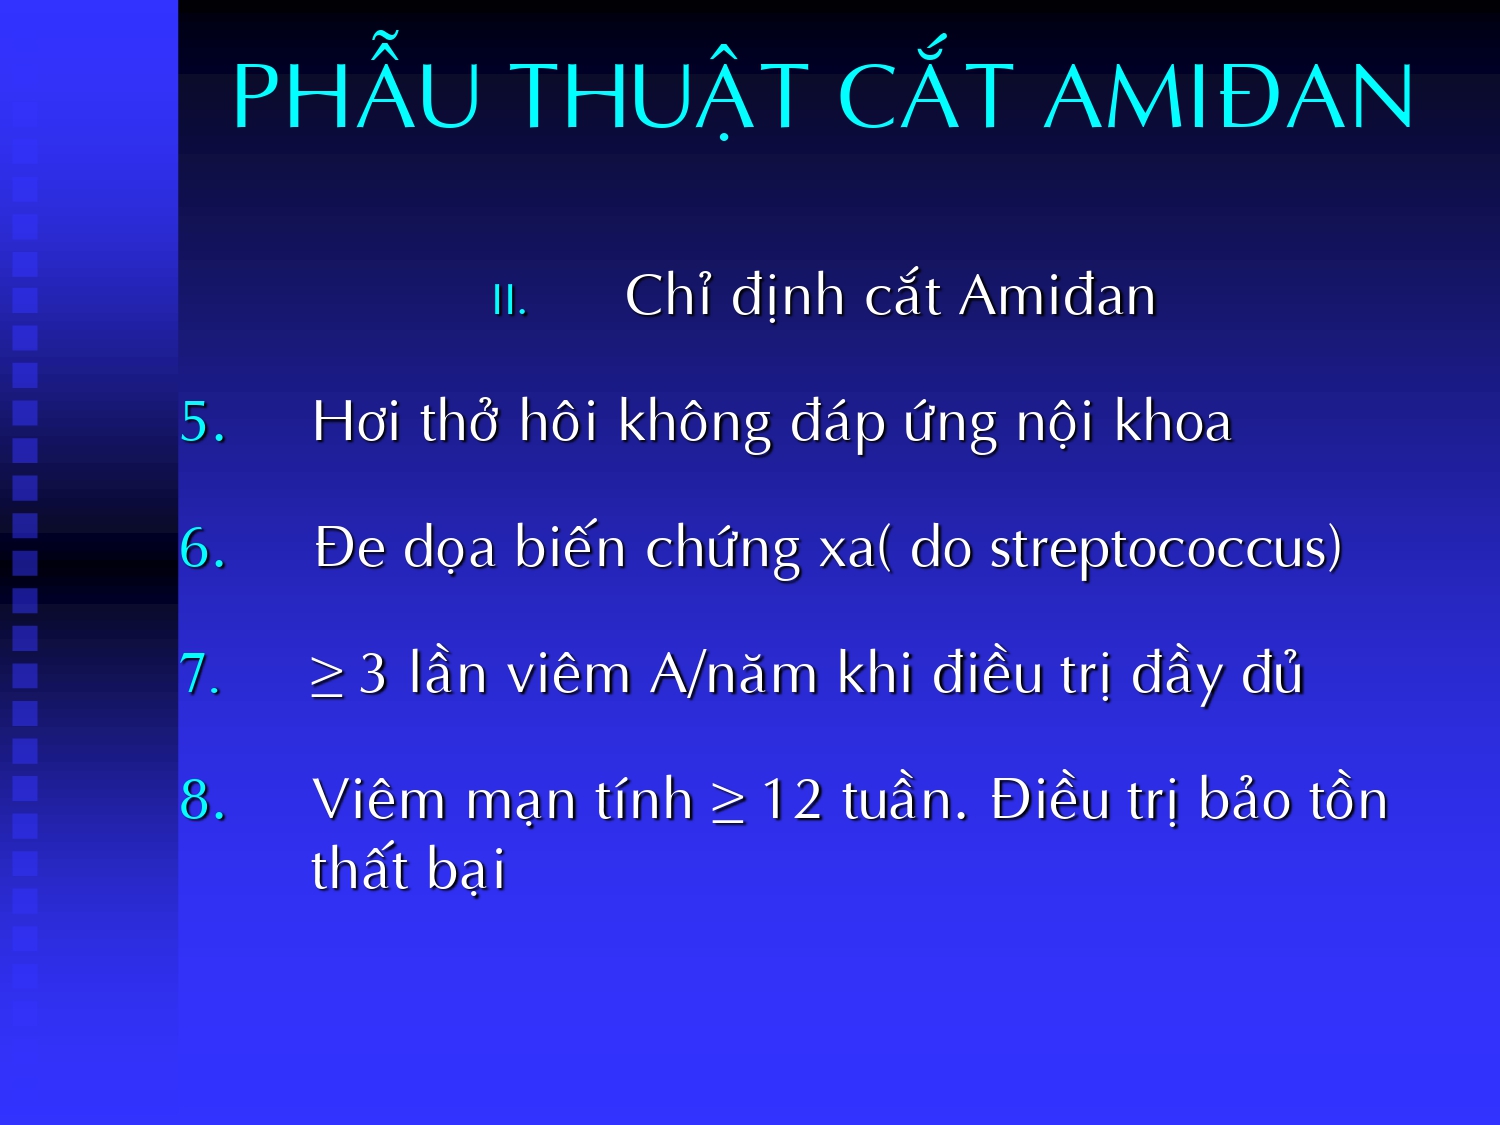 PHẪU THUẬT CẮT AMIĐAN
II. Chỉ định cắt Amiđan
5. Hơi thở hôi không đáp ứng nội khoa
6. Đe dọa biến chứng xa( do streptococcus)
7. ≥ 3 lần viêm A/năm khi điều trị đầy đủ
8. Viêm mạn tính ≥ 12 tuần. Điều trị bảo tồn
thất bại